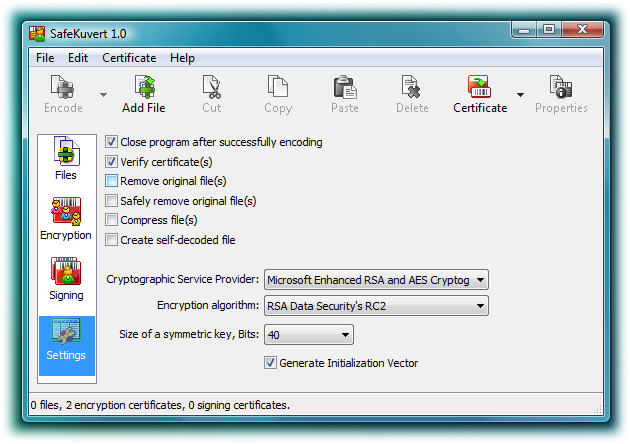 SafeKuvert 1.0
File Edit Certificate Help
Encode Add File Cut Copy Paste Delete Certificate Properties
Files
Encryption
Signing
Settings
Close program after successfully encoding
Verify certificate(s)
Remove original file(s)
Safely remove original file(s)
Compress file(s)
Create self-decoded file
Cryptographic Service Provider: Microsoft Enhanced RSA and AES Cryptog
Encryption algorithm: RSA Data Security's RC2
Size of a symmetric key, Bits: 40
Generate Initialization Vector
0 files, 2 encryption certificates, 0 signing certificates.